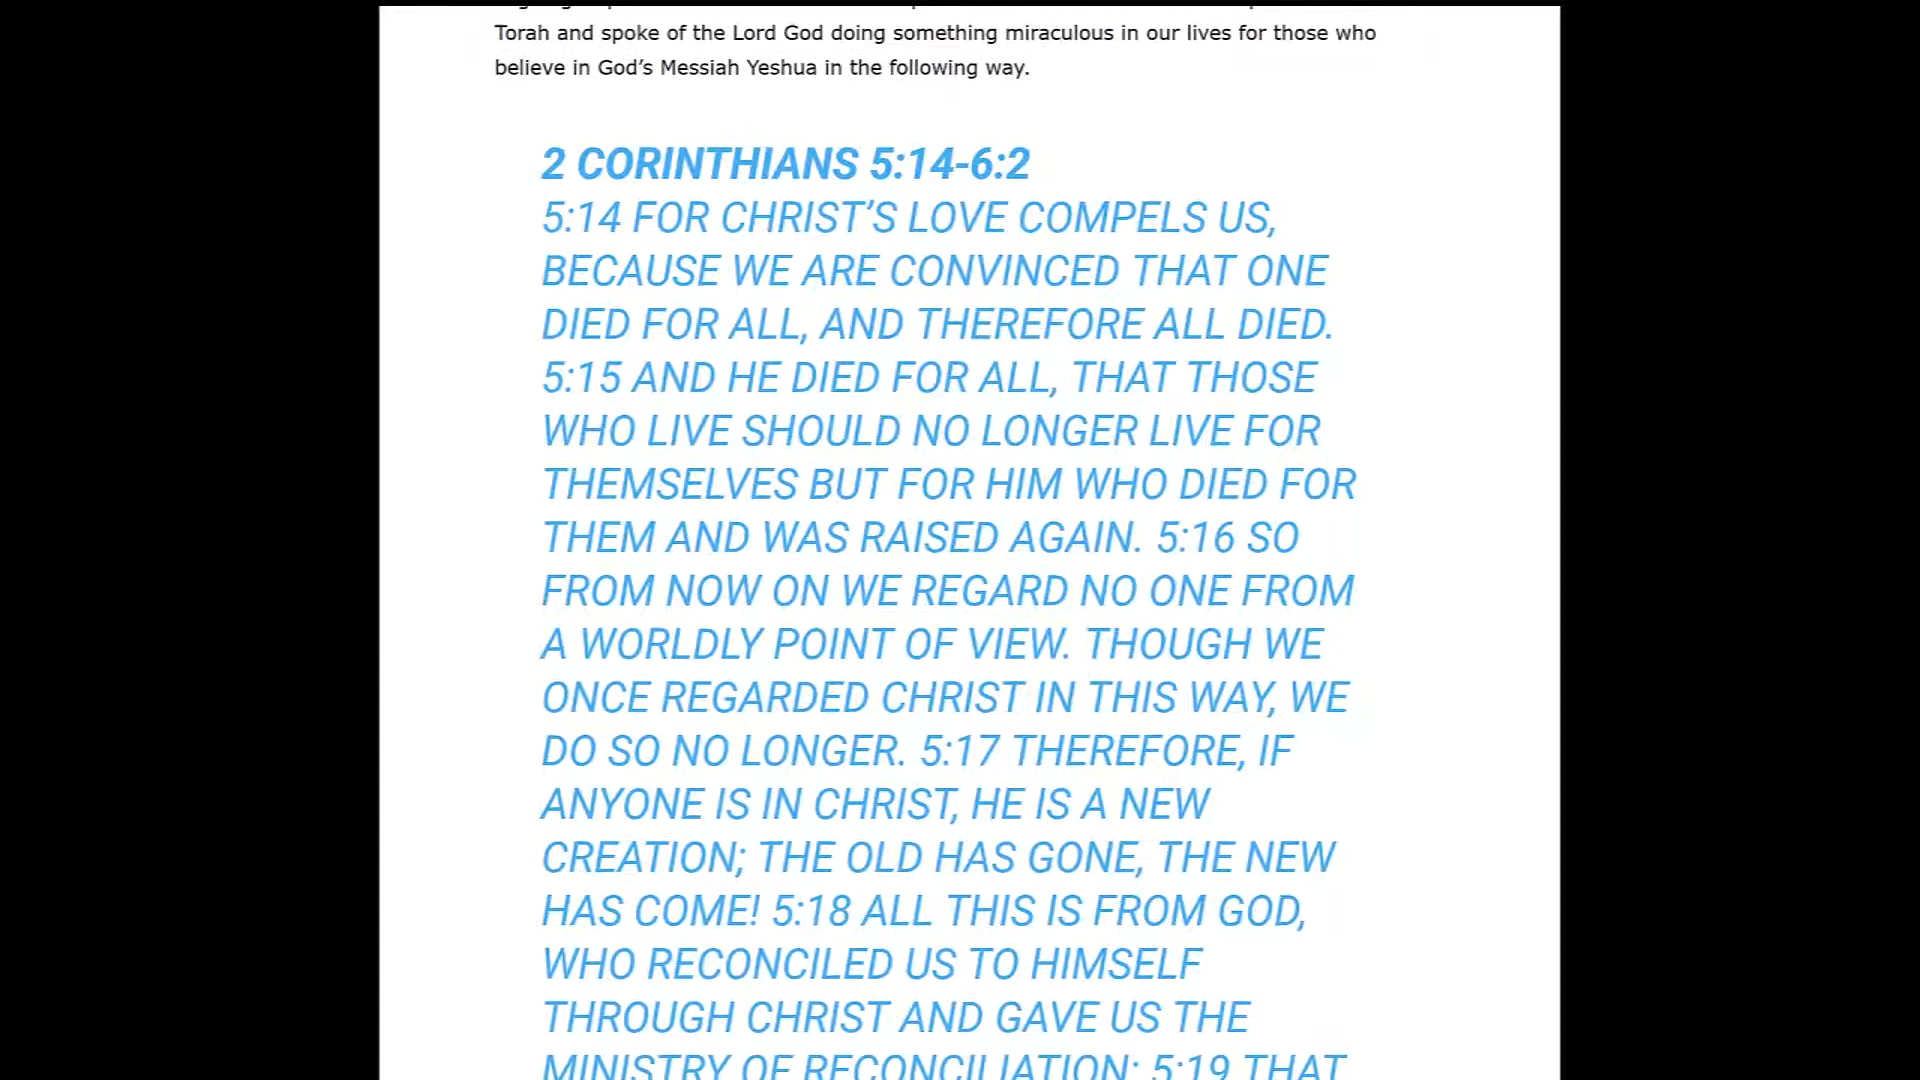 Torah and spoke of the Lord God doing something miraculous in our lives for those who
believe in God’s Messiah Yeshua in the following way.
2 CORINTHIANS 5:14-6:2
5:14 FOR CHRIST’S LOVE COMPELS US,
BECAUSE WE ARE CONVINCED THAT ONE
DIED FOR ALL, AND THEREFORE ALL DIED.
5:15 AND HE DIED FOR ALL, THAT THOSE
WHO LIVE SHOULD NO LONGER LIVE FOR
THEMSELVES BUT FOR HIM WHO DIED FOR
THEM AND WAS RAISED AGAIN. 5:16 SO
FROM NOW ON WE REGARD NO ONE FROM
A WORLDLY POINT OF VIEW. THOUGH WE
ONCE REGARDED CHRIST IN THIS WAY, WE
DO SO NO LONGER. 5:17 THEREFORE, IF
ANYONE IS IN CHRIST, HE IS A NEW
CREATION; THE OLD HAS GONE, THE NEW
HAS COME! 5:18 ALL THIS IS FROM GOD,
WHO RECONCILED US TO HIMSELF
THROUGH CHRIST AND GAVE US THE
MINISTRY OF RECONCILIATION: 5:19 THAT